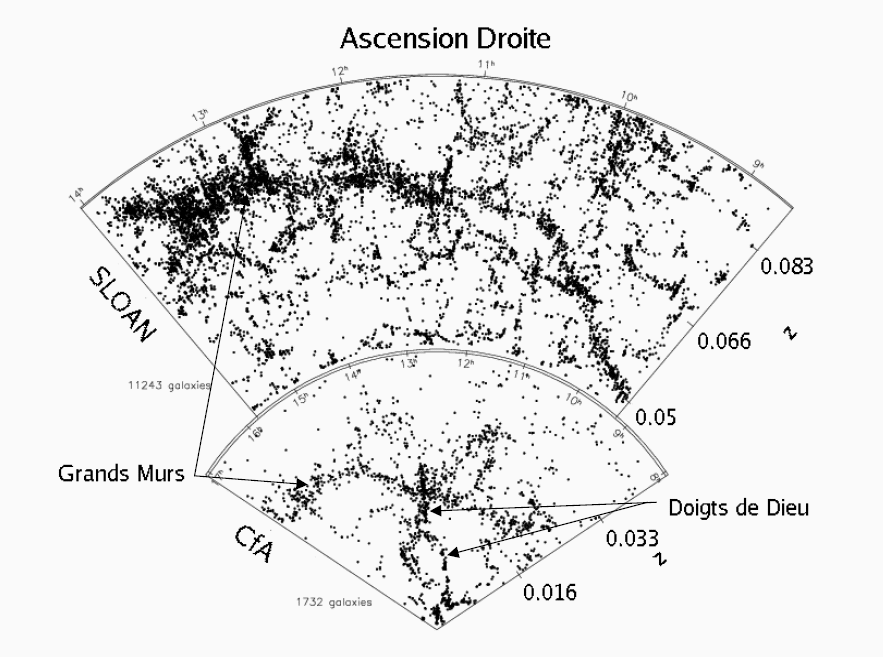 Ascension Droite
14ʰ
13ʰ
12ʰ
11ʰ
10ʰ
9ʰ
SLOAN
0.083
0.066
z
0.05
11243 galaxies
16ʰ
15ʰ
14ʰ
13ʰ
12ʰ
11ʰ
10ʰ
9ʰ
Grands Murs
Doigts de Dieu
CfA
0.033
z
0.016
1732 galaxies